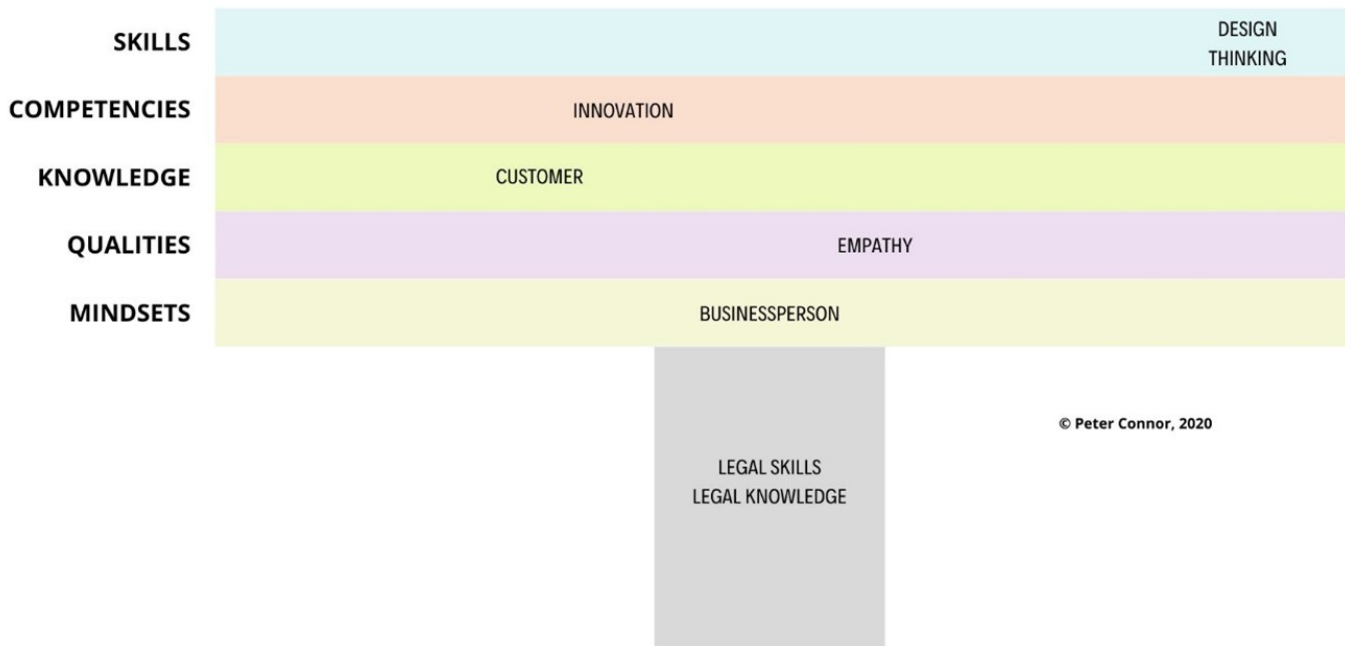 SKILLS
DESIGN
THINKING
COMPETENCIES
INNOVATION
KNOWLEDGE
CUSTOMER
QUALITIES
EMPATHY
MINDSETS
BUSINESSPERSON
© Peter Connor, 2020
LEGAL SKILLS
LEGAL KNOWLEDGE